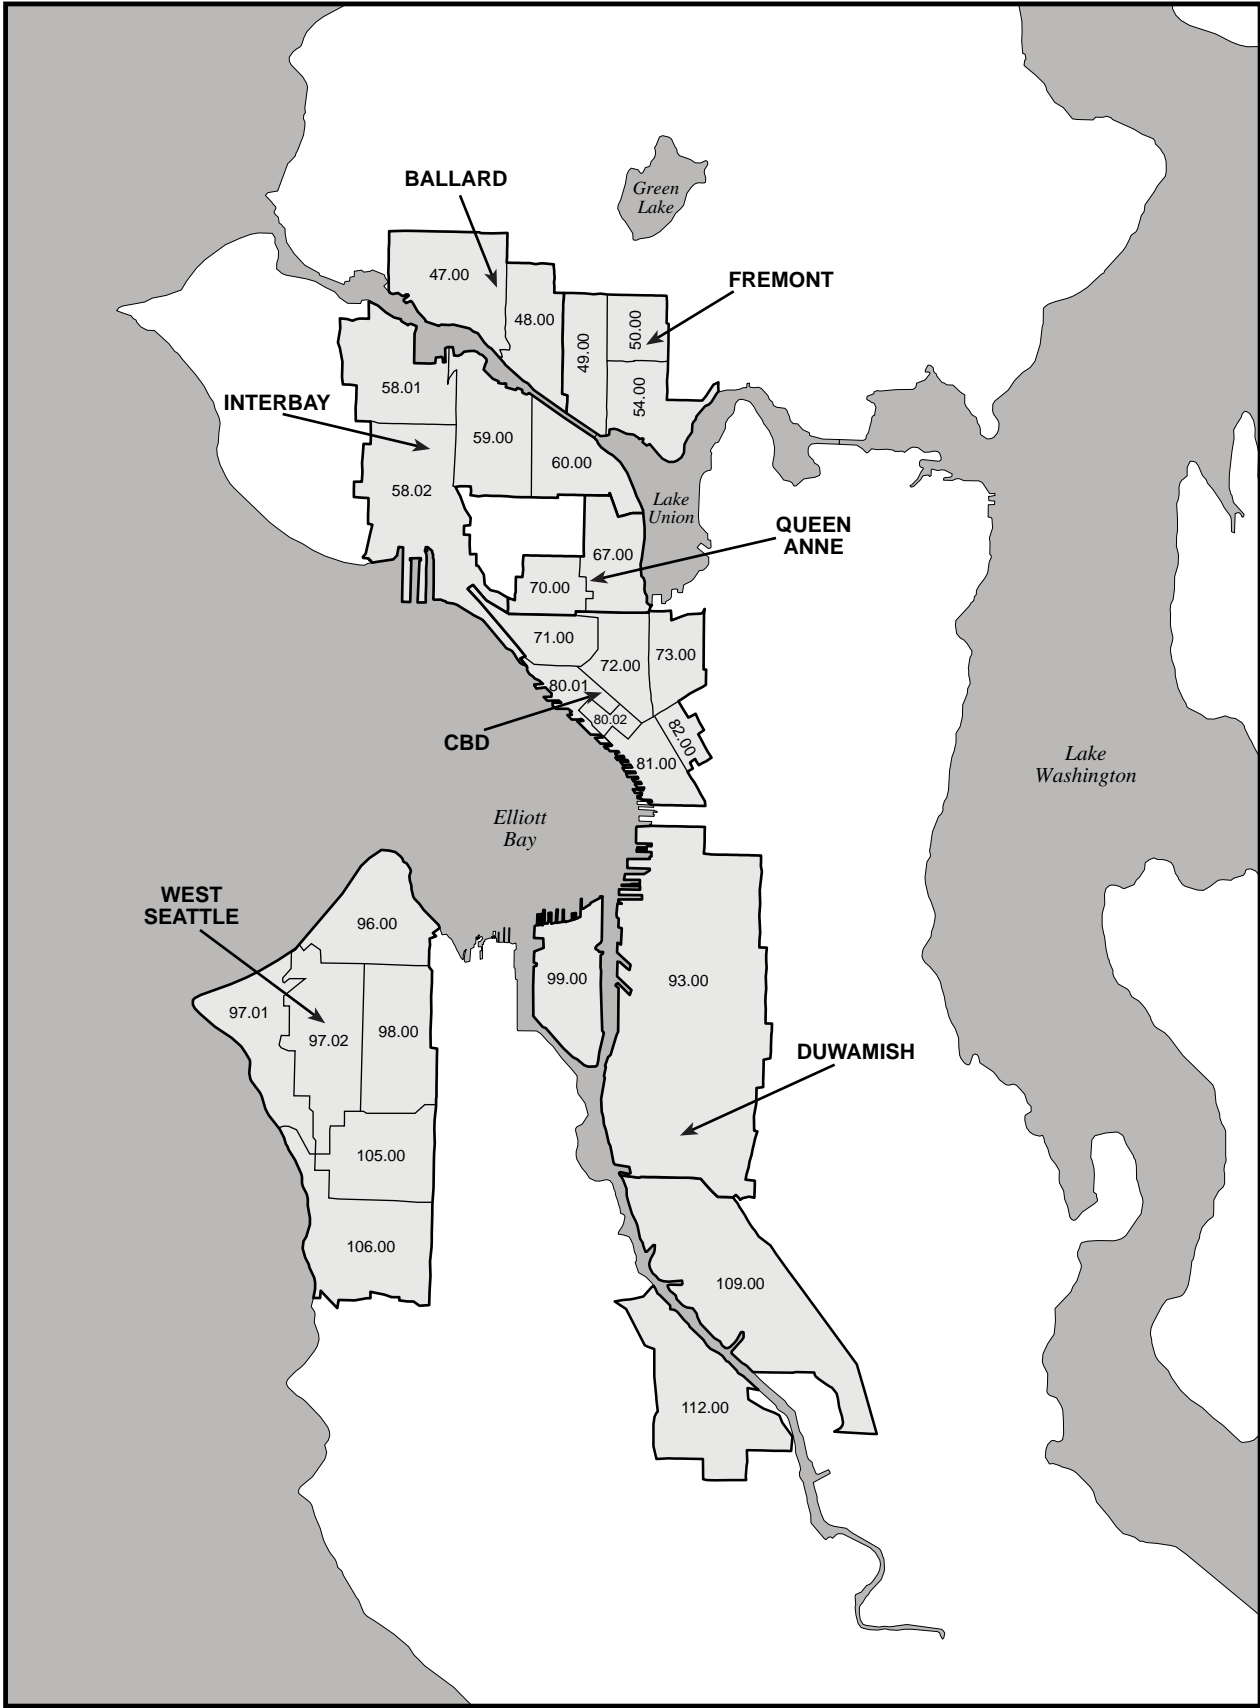 BALLARD
Green
Lake
47.00
FREMONT
48.00
50.00
49.00
58.01
54.00
INTERBAY
59.00
60.00
58.02
Lake
Union
QUEEN
ANNE
67.00
70.00
71.00
72.00
73.00
80.01
80.02
82.00
CBD
81.00
Lake
Washington
Elliott
Bay
WEST
SEATTLE
96.00
99.00
93.00
97.01
98.00
97.02
DUWAMISH
105.00
106.00
109.00
112.00